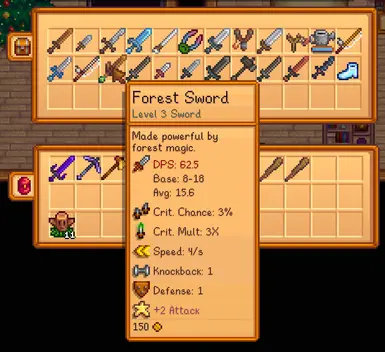 Forest Sword
Level 3 Sword
Made powerful by
forest magic.
DPS: 62.5
Base: 8-18
Avg: 15.6
Crit. Chance: 3%
Crit. Mult: 3X
Speed: 4/s
Knockback: 1
Defense: 1
+2 Attack
150
11